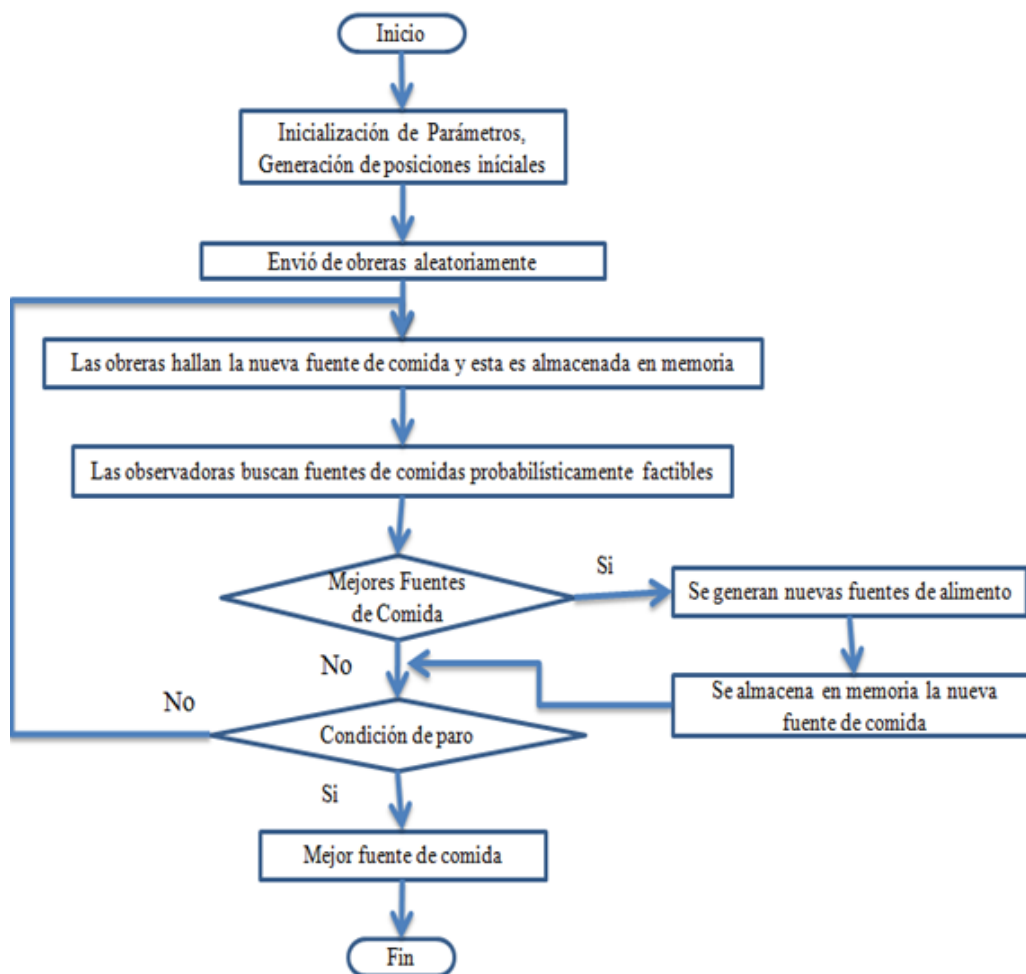 Inicio
Inicialización de Parámetros,
Generación de posiciones iníciales
Envió de obreras aleatoriamente
Las obreras hallan la nueva fuente de comida y esta es almacenada en memoria
Las observadoras buscan fuentes de comidas probabilísticamente factibles
Mejores Fuentes
de Comida
Si
Se generan nuevas fuentes de alimento
No
Se almacena en memoria la nueva
fuente de comida
No
Condición de paro
Si
Mejor fuente de comida
Fin